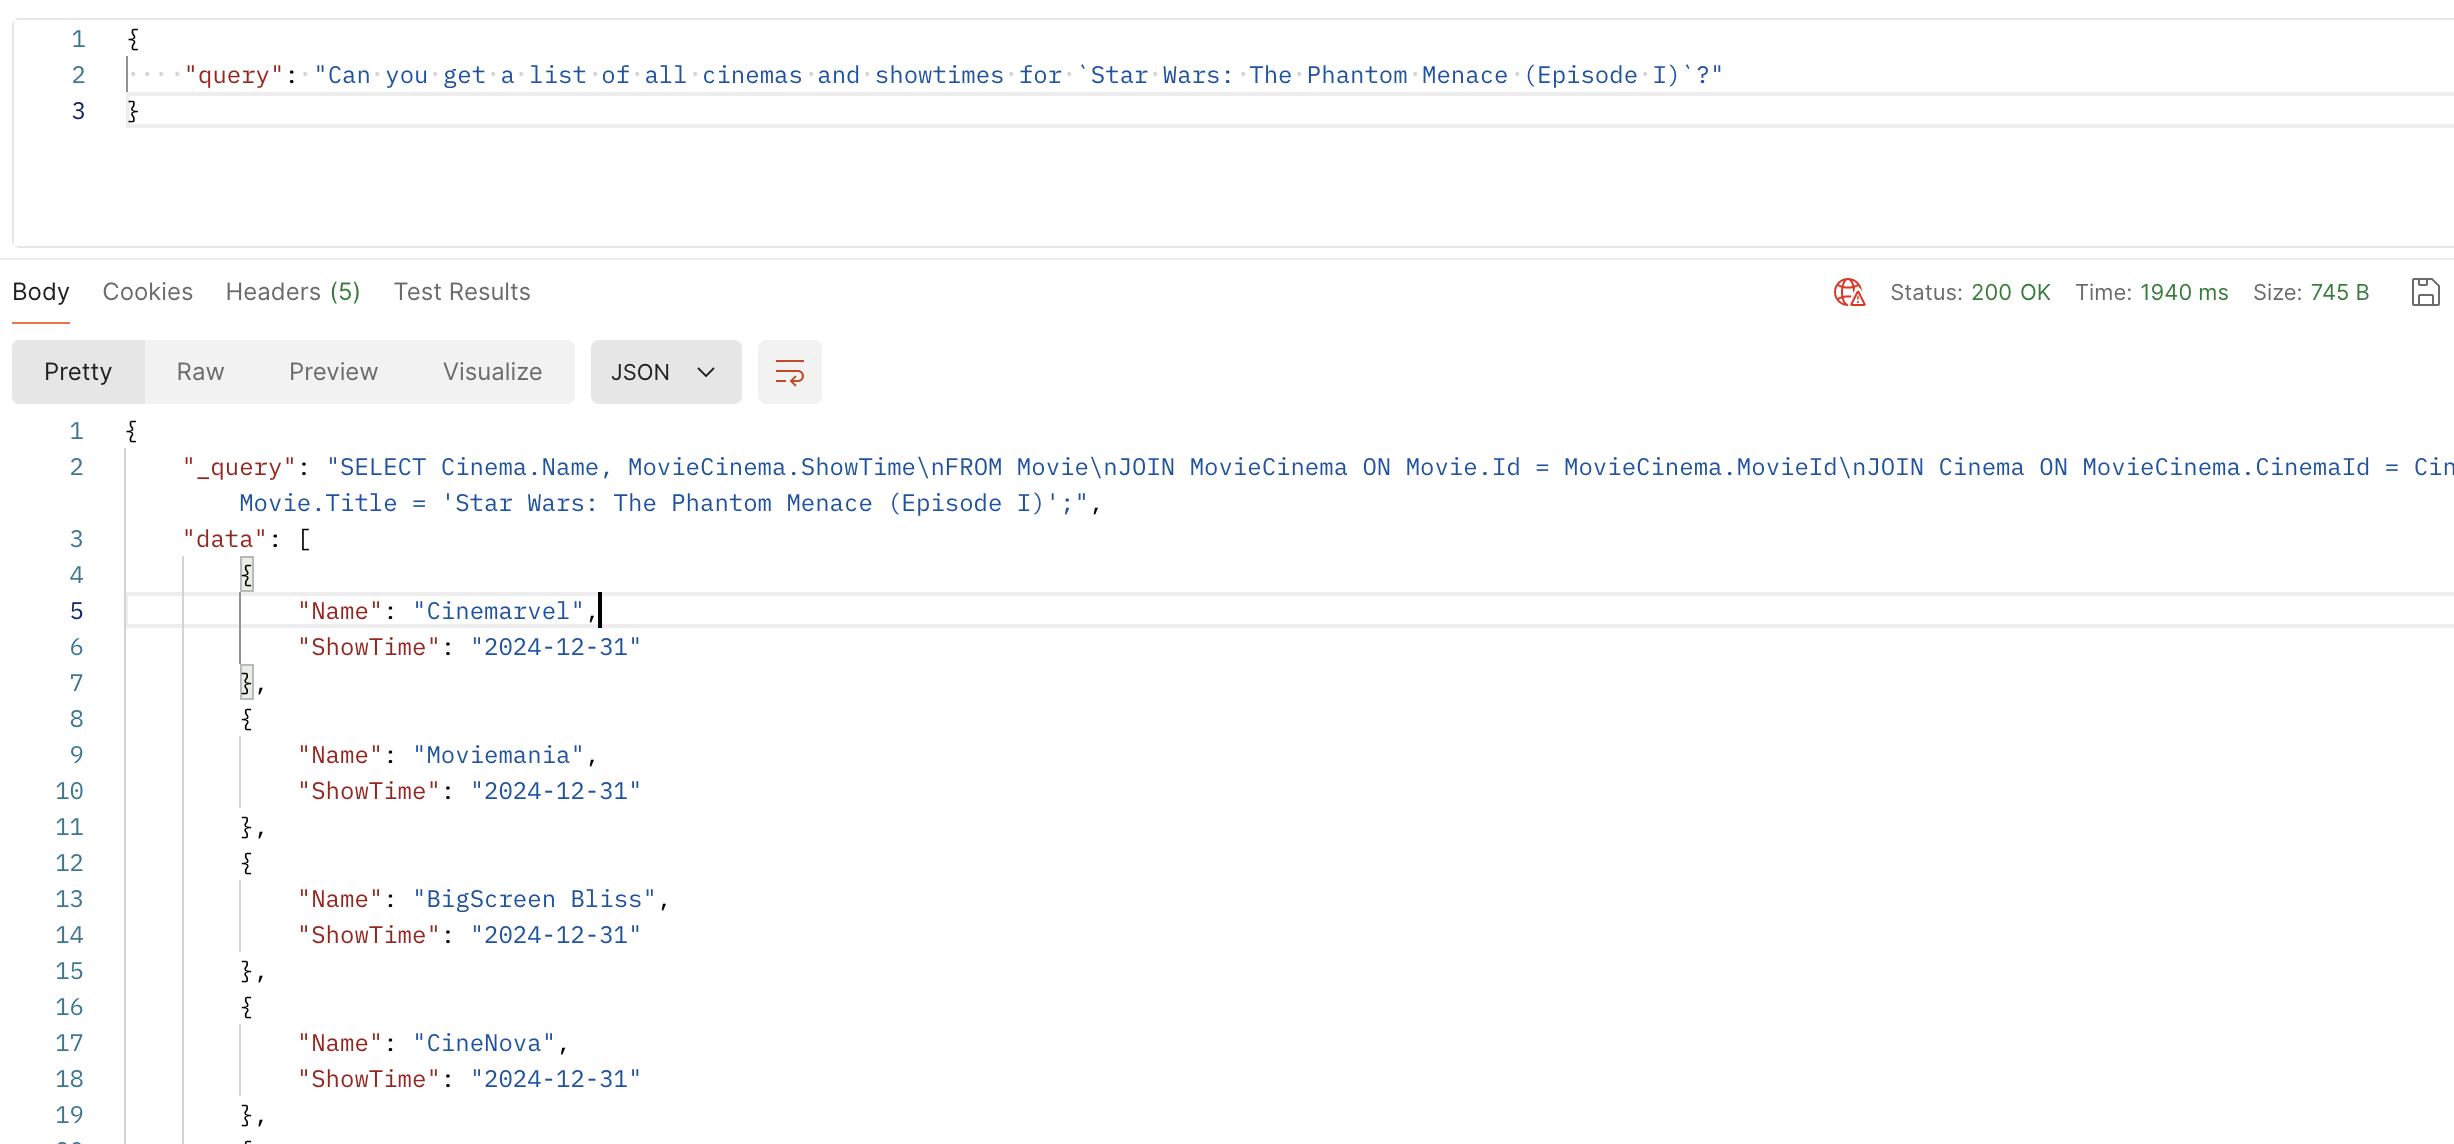 1 {
2 "query": "Can you get a list of all cinemas and showtimes for `Star Wars: The Phantom Menace (Episode I)`?"
3 }
Body Cookies Headers (5) Test Results Status: 200 OK Time: 1940 ms Size: 745 B
Pretty Raw Preview Visualize JSON
1 {
2 "_query": "SELECT Cinema.Name, MovieCinema.ShowTime\nFROM Movie\nJOIN MovieCinema ON Movie.Id = MovieCinema.MovieId\nJOIN Cinema ON MovieCinema.CinemaId = Cin
Movie.Title = 'Star Wars: The Phantom Menace (Episode I)';",
3 "data": [
4 {
5 "Name": "Cinemarvel",
6 "ShowTime": "2024-12-31"
7 },
8 {
9 "Name": "Moviemania",
10 "ShowTime": "2024-12-31"
11 },
12 {
13 "Name": "BigScreen Bliss",
14 "ShowTime": "2024-12-31"
15 },
16 {
17 "Name": "CineNova",
18 "ShowTime": "2024-12-31"
19 },